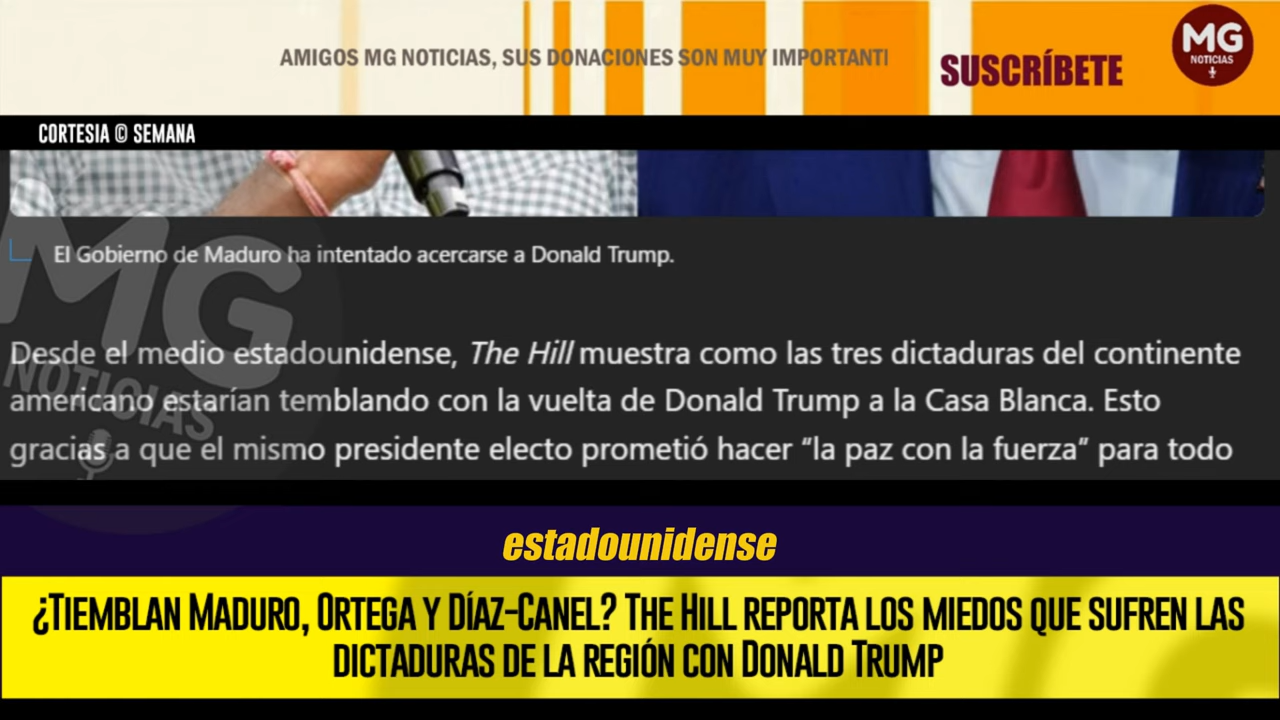 AMIGOS MG NOTICIAS, SUS DONACIONES SON MUY IMPORTANT
SUSCRÍBETE
MG
NOTICIAS
CORTESIA © SEMANA
El Gobierno de Maduro ha intentado acercarse a Donald Trump.
MG
NOTICIAS
Desde el medio estadounidense, The Hill muestra como las tres dictaduras del continente
americano estarían temblando con la vuelta de Donald Trump a la Casa Blanca. Esto
gracias a que el mismo presidente electo prometió hacer “la paz con la fuerza” para todo
estadounidense
¿TIEMBLAN MADURO, ORTEGA Y DÍAZ-CANEL? THE HILL REPORTA LOS MIEDOS QUE SUFREN LAS
DICTADURAS DE LA REGIÓN CON DONALD TRUMP